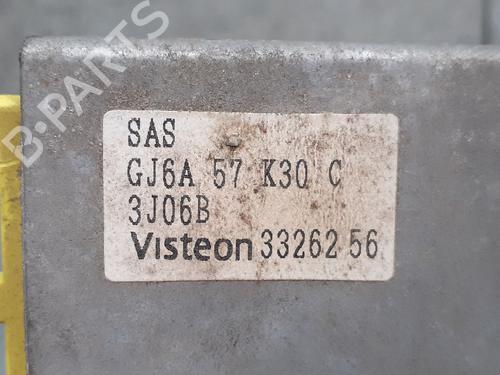 B-PARTS
SAS
GJ6A 57 K30 C
3J06B
Visteon 33262 56